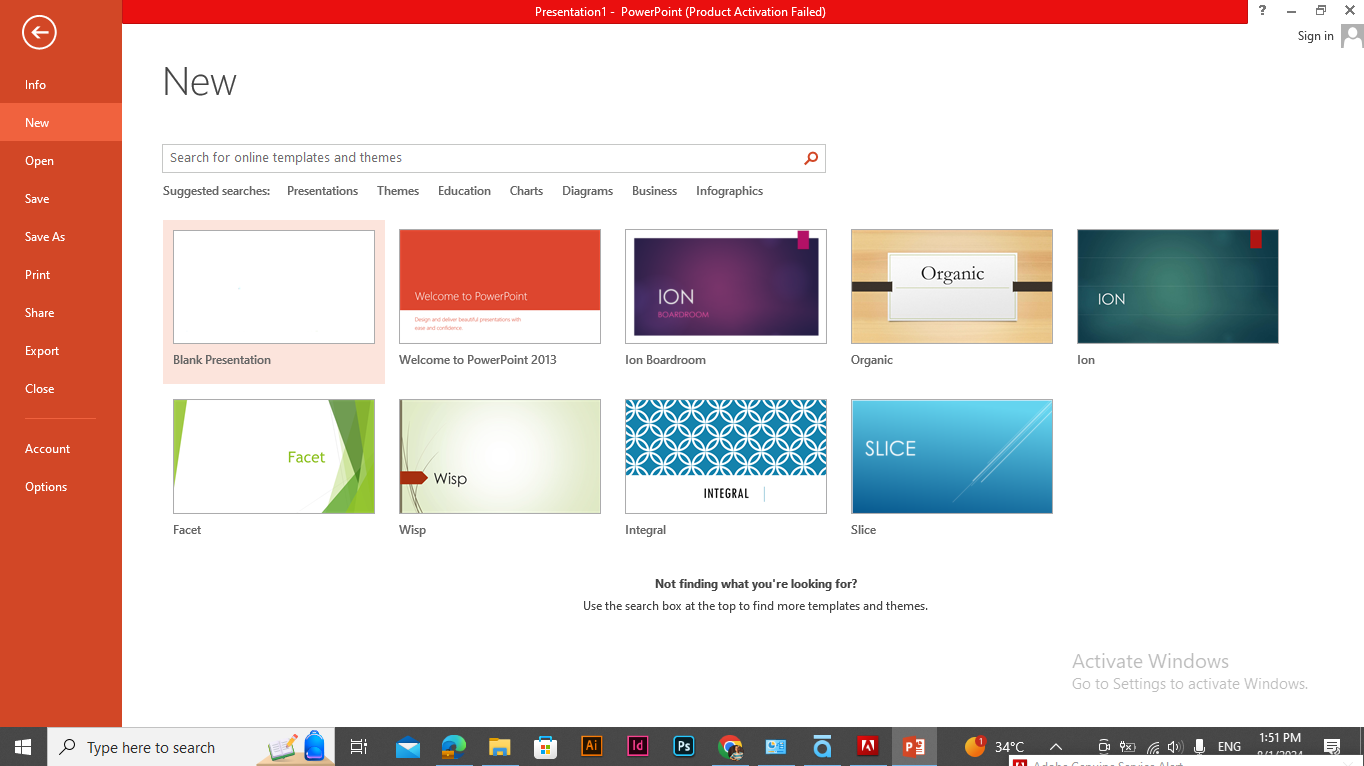 Presentation1 - PowerPoint (Product Activation Failed)
?
Sign in
Info
New
Open
Save
Save As
Print
Share
Export
Close
Account
Options
New
Search for online templates and themes
Suggested searches: Presentations Themes Education Charts Diagrams Business Infographics
Welcome to PowerPoint
Design and deliver beautiful presentations with
ease and confidence.
ION
BOARDROOM
Organic
ION
Blank Presentation
Welcome to PowerPoint 2013
Ion Boardroom
Organic
Ion
Facet
Wisp
INTEGRAL
SLICE
Facet
Wisp
Integral
Slice
Not finding what you're looking for?
Use the search box at the top to find more templates and themes.
Activate Windows
Go to Settings to activate Windows.
Type here to search
Ai
Id
Ps
1
34°C
ENG
1:51 PM
8/1/2024
Adobe Genuine Service Alert